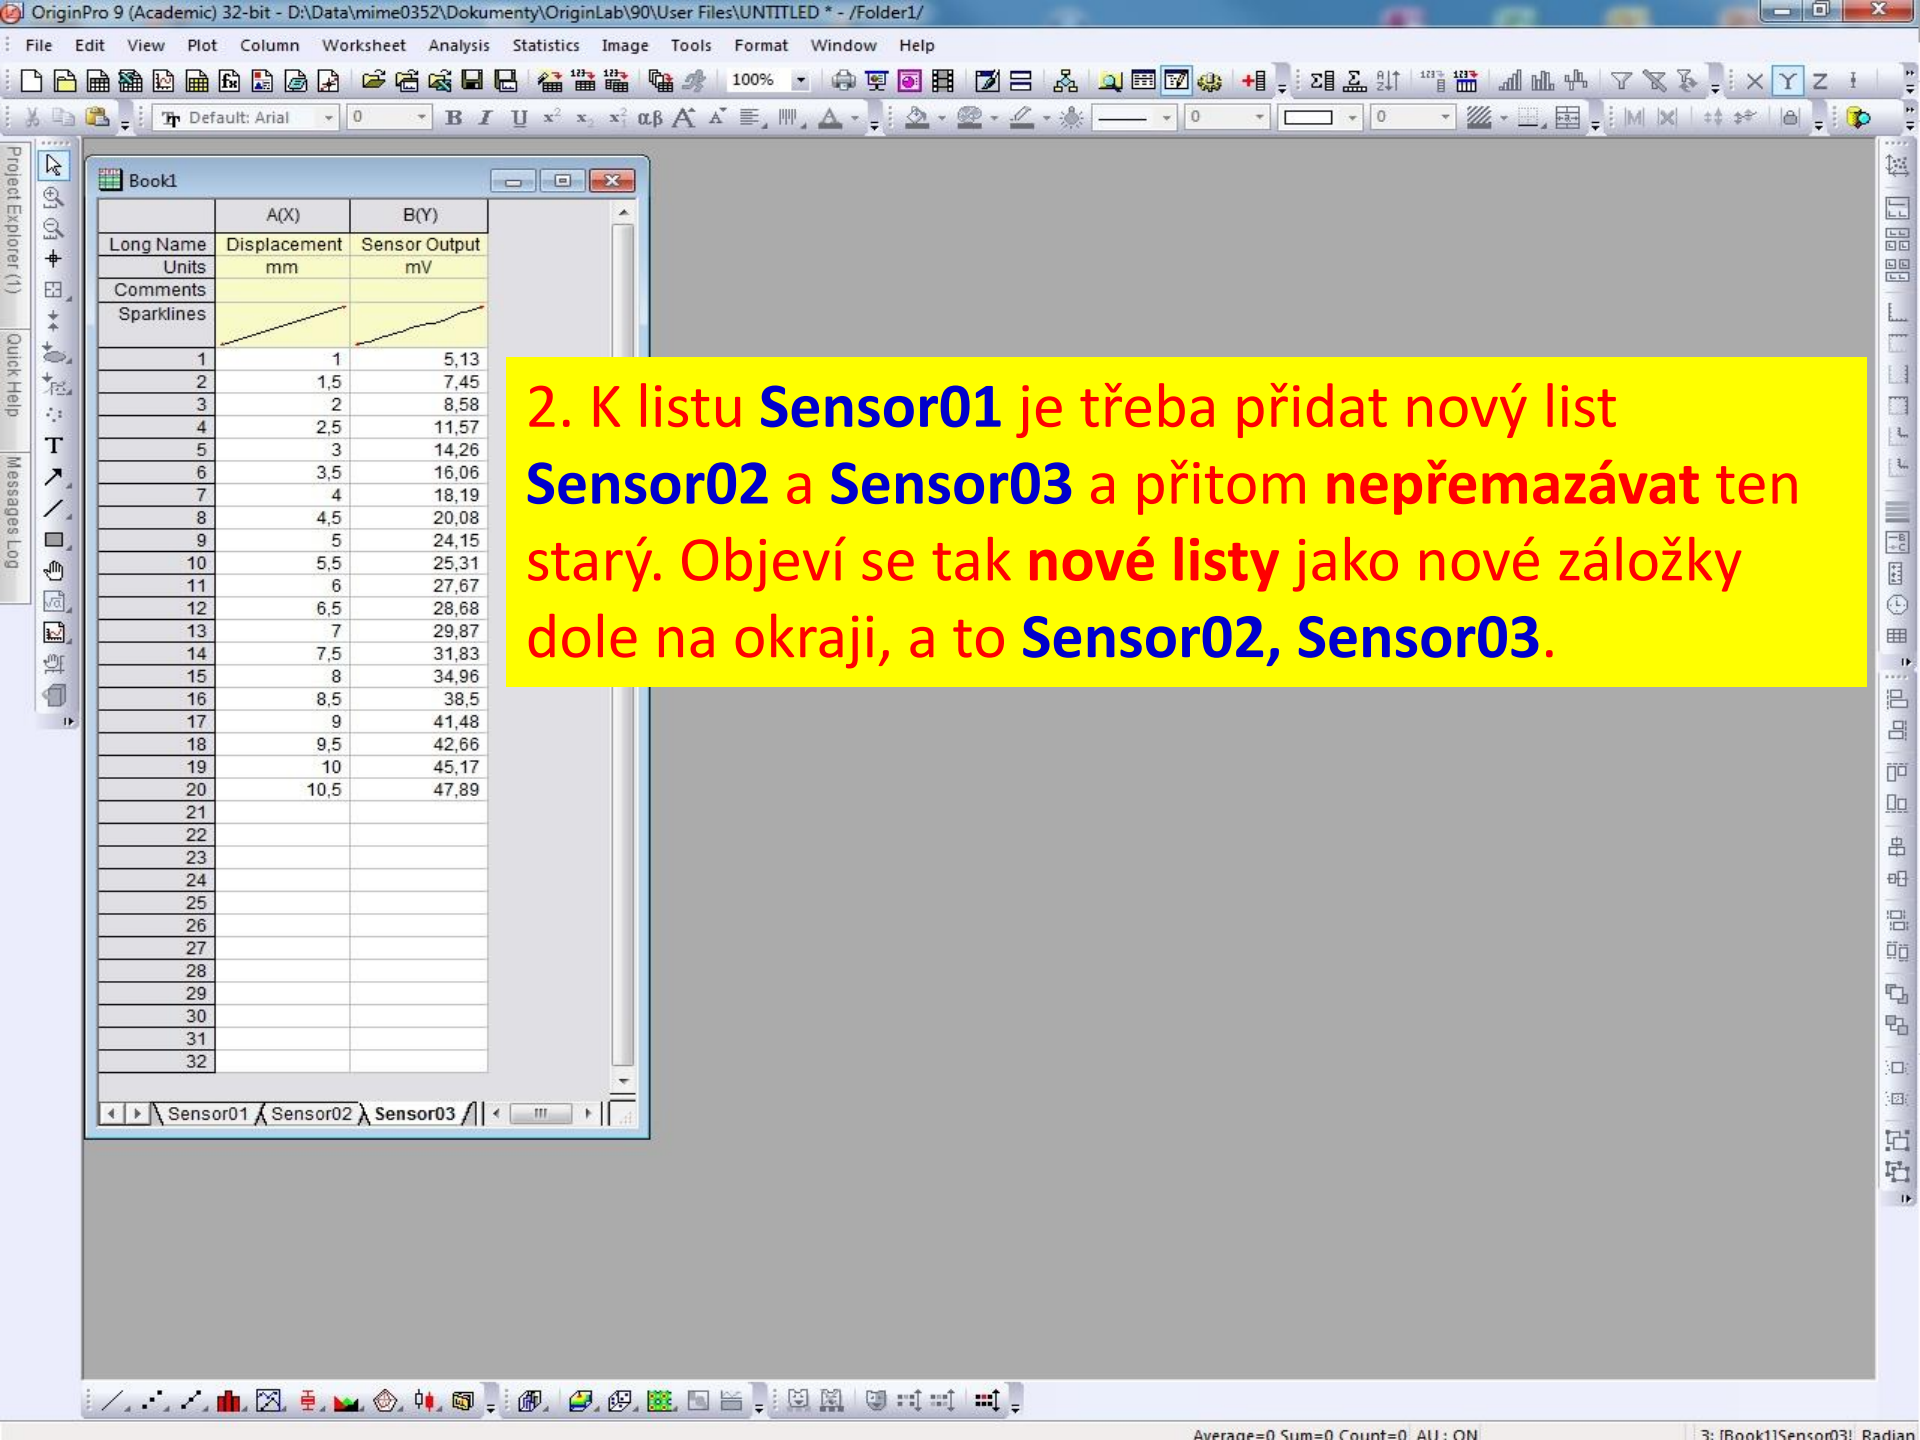 OriginPro 9 (Academic) 32-bit - D:\Data\mime0352\Dokumenty\OriginLab\90\User Files\UNTITLED * - /Folder1/
File Edit View Plot Column Worksheet Analysis Statistics Image Tools Format Window Help
100%
X Y Z
Default: Arial 0 B I U x² αβ A 0 0
Project Explorer (1)
Quick Help
Messages Log
Book1
A(X) B(Y)
Long Name Displacement Sensor Output
Units mm mV
Comments
Sparklines
1 1 5,13
2 1,5 7,45
3 2 8,58
4 2,5 11,57
5 3 14,26
6 3,5 16,06
7 4 18,19
8 4,5 20,08
9 5 24,15
10 5,5 25,31
11 6 27,67
12 6,5 28,68
13 7 29,87
14 7,5 31,83
15 8 34,96
16 8,5 38,5
17 9 41,48
18 9,5 42,66
19 10 45,17
20 10,5 47,89
21
22
23
24
25
26
27
28
29
30
31
32
Sensor01 Sensor02 Sensor03
2. K listu Sensor01 je třeba přidat nový list
Sensor02 a Sensor03 a přitom nepřemazávat ten
starý. Objeví se tak nové listy jako nové záložky
dole na okraji, a to Sensor02, Sensor03.
Average=0 Sum=0 Count=0 AU : ON 3: [Book1]Sensor03! Radian